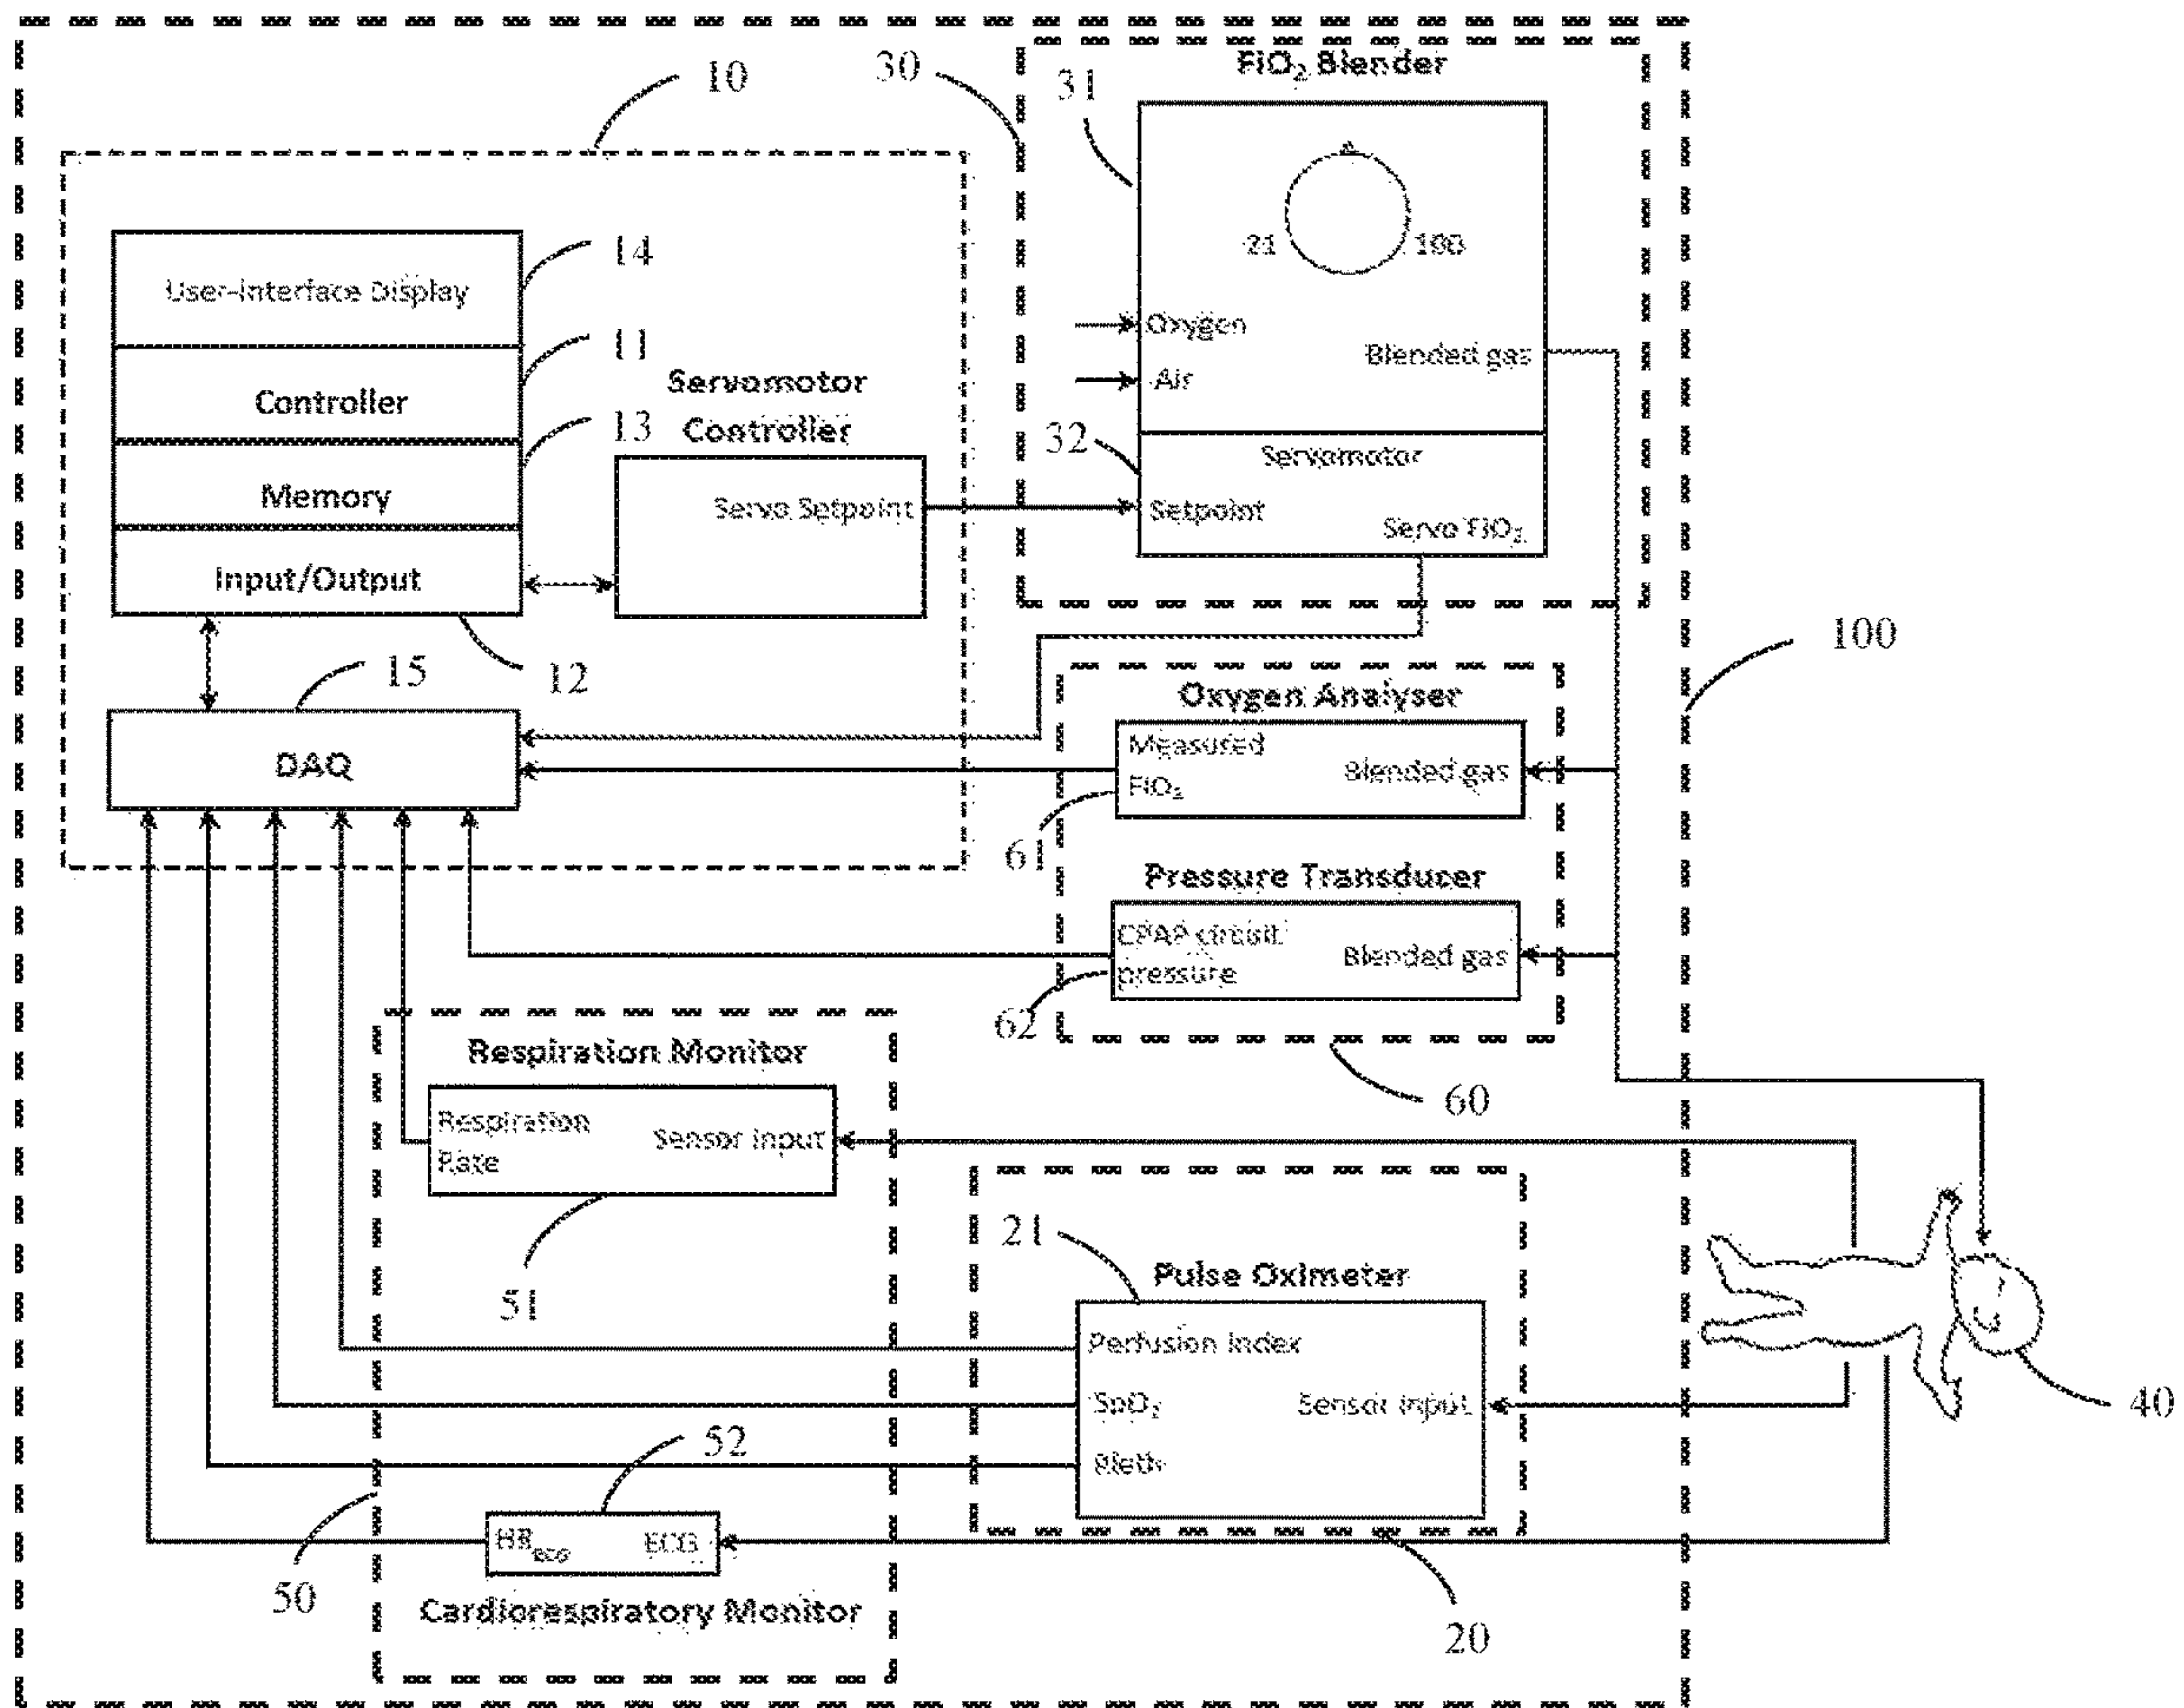 10
30
FiO₂ Blender
31
21
100
Oxygen
Air
Blended gas
32
Servomotor
Setpoint
Servo FiO₂
14
User-interface Display
11
Controller
13
Memory
Input/Output
12
Servomotor
Controller
Servo Setpoint
15
DAQ
100
Oxygen Analyser
Measured
FiO₂
Blended gas
61
Pressure Transducer
CPAP circuit
pressure
Blended gas
62
60
Respiration Monitor
Respiration
Rate
Sensor input
51
21
Pulse Oximeter
Perfusion Index
SpO₂
Sensor input
Pleth
40
52
HR ECG
ECG
50
Cardiorespiratory Monitor
20